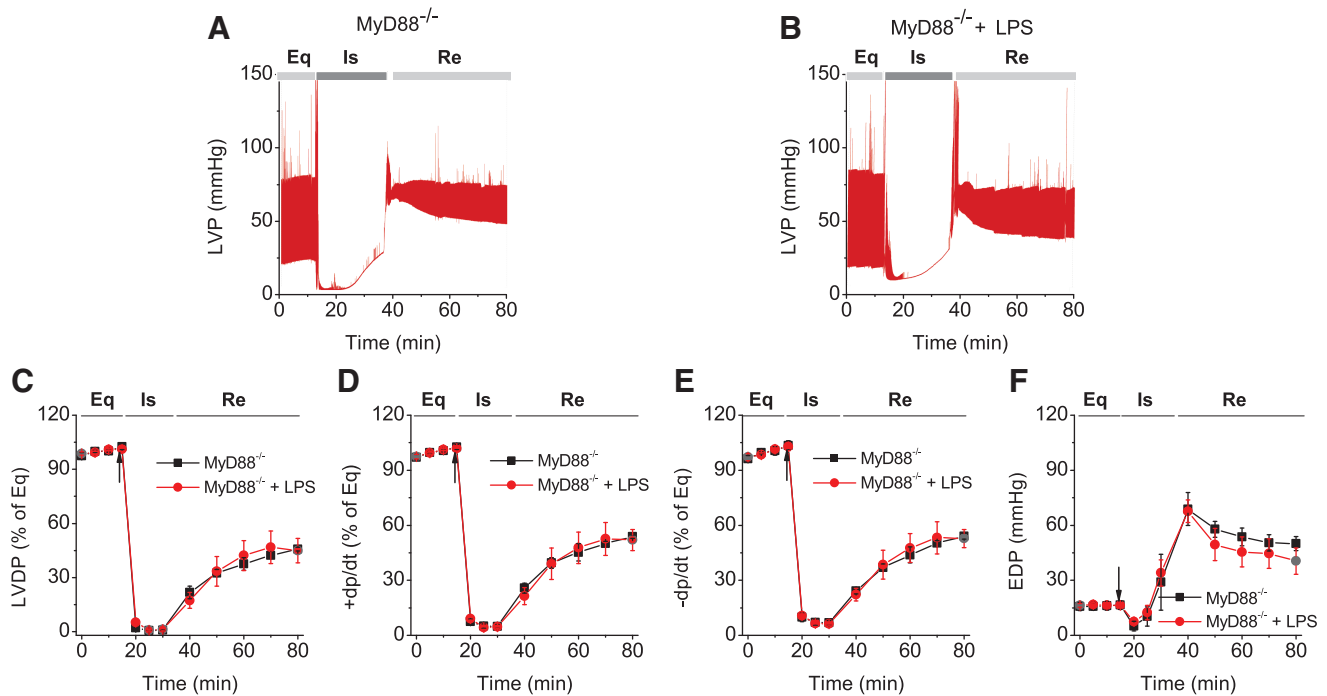 A
MyD88-/-
Eq Is Re
150
100
50
0
LVP (mmHg)
0 20 40 60 80
Time (min)
B
MyD88-/- + LPS
Eq Is Re
150
100
50
0
LVP (mmHg)
0 20 40 60 80
Time (min)
C
Eq Is Re
120
90
60
30
0
LVDP (% of Eq)
MyD88-/-
MyD88-/- + LPS
0 20 40 60 80
Time (min)
D
Eq Is Re
120
90
60
30
0
+dp/dt (% of Eq)
MyD88-/-
MyD88-/- + LPS
0 20 40 60 80
Time (min)
E
Eq Is Re
120
90
60
30
0
-dp/dt (% of Eq)
MyD88-/-
MyD88-/- + LPS
0 20 40 60 80
Time (min)
F
Eq Is Re
120
90
60
30
0
EDP (mmHg)
MyD88-/-
MyD88-/- + LPS
0 20 40 60 80
Time (min)